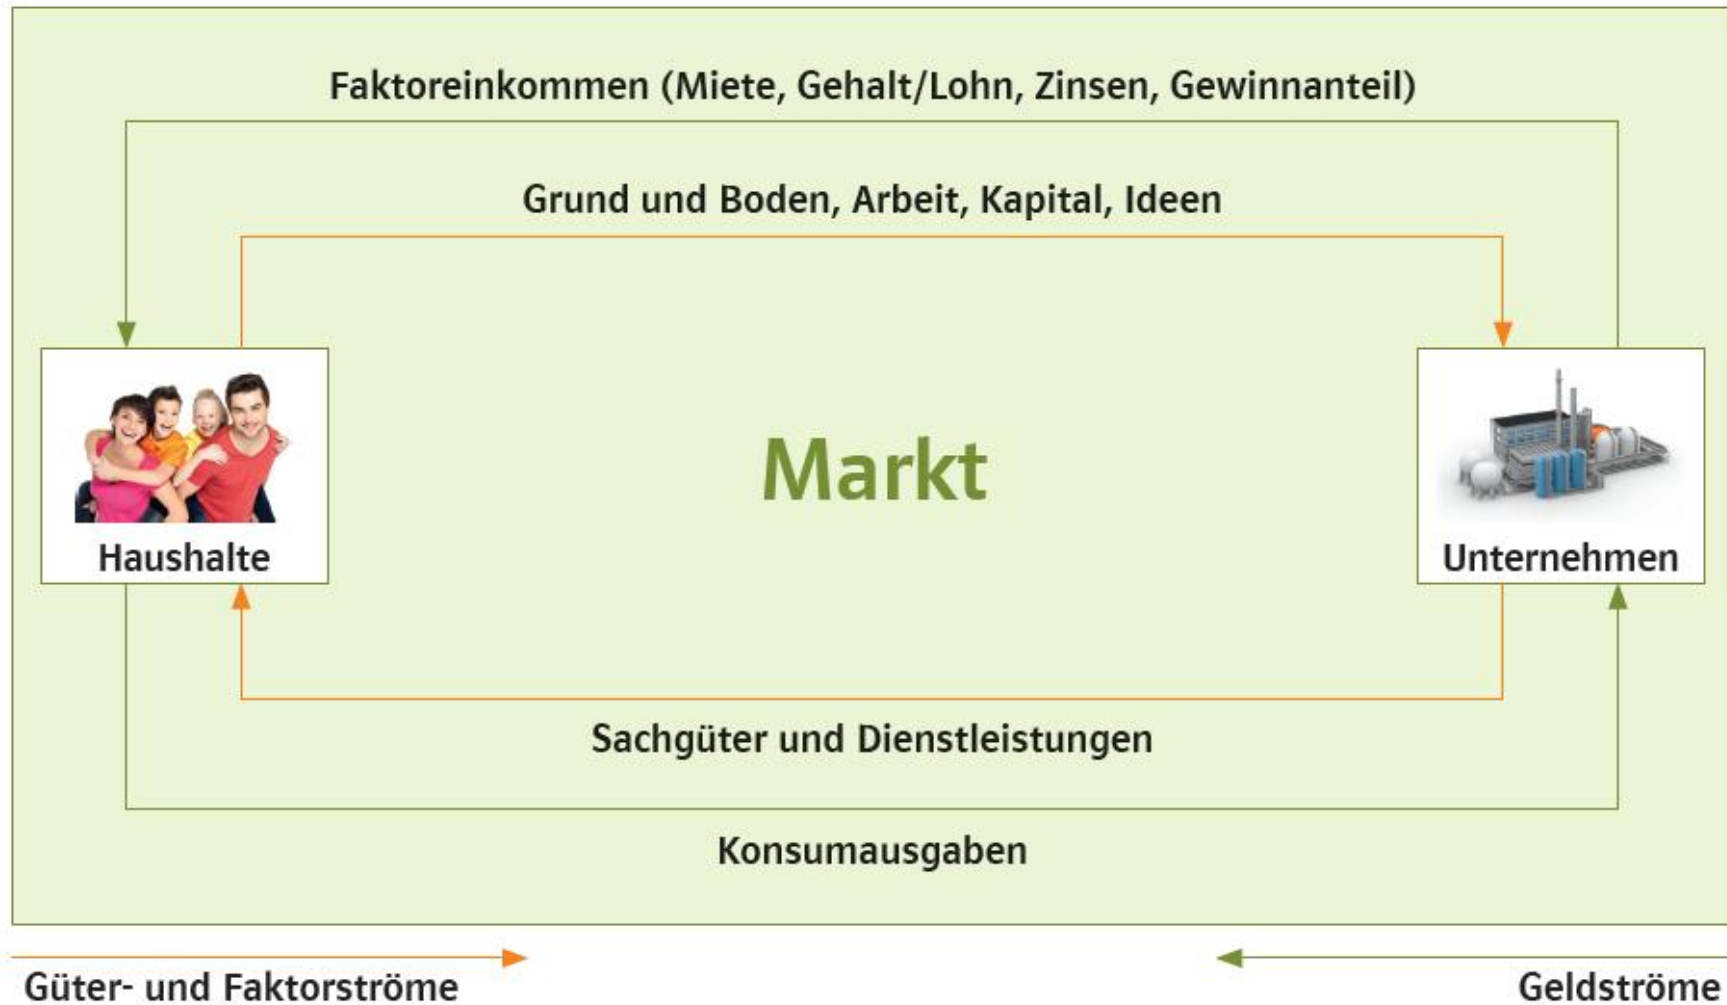 Faktoreinkommen (Miete, Gehalt/Lohn, Zinsen, Gewinnanteil)
Grund und Boden, Arbeit, Kapital, Ideen
Markt
Haushalte
Unternehmen
Sachgüter und Dienstleistungen
Konsumausgaben
Güter- und Faktorströme
Geldströme